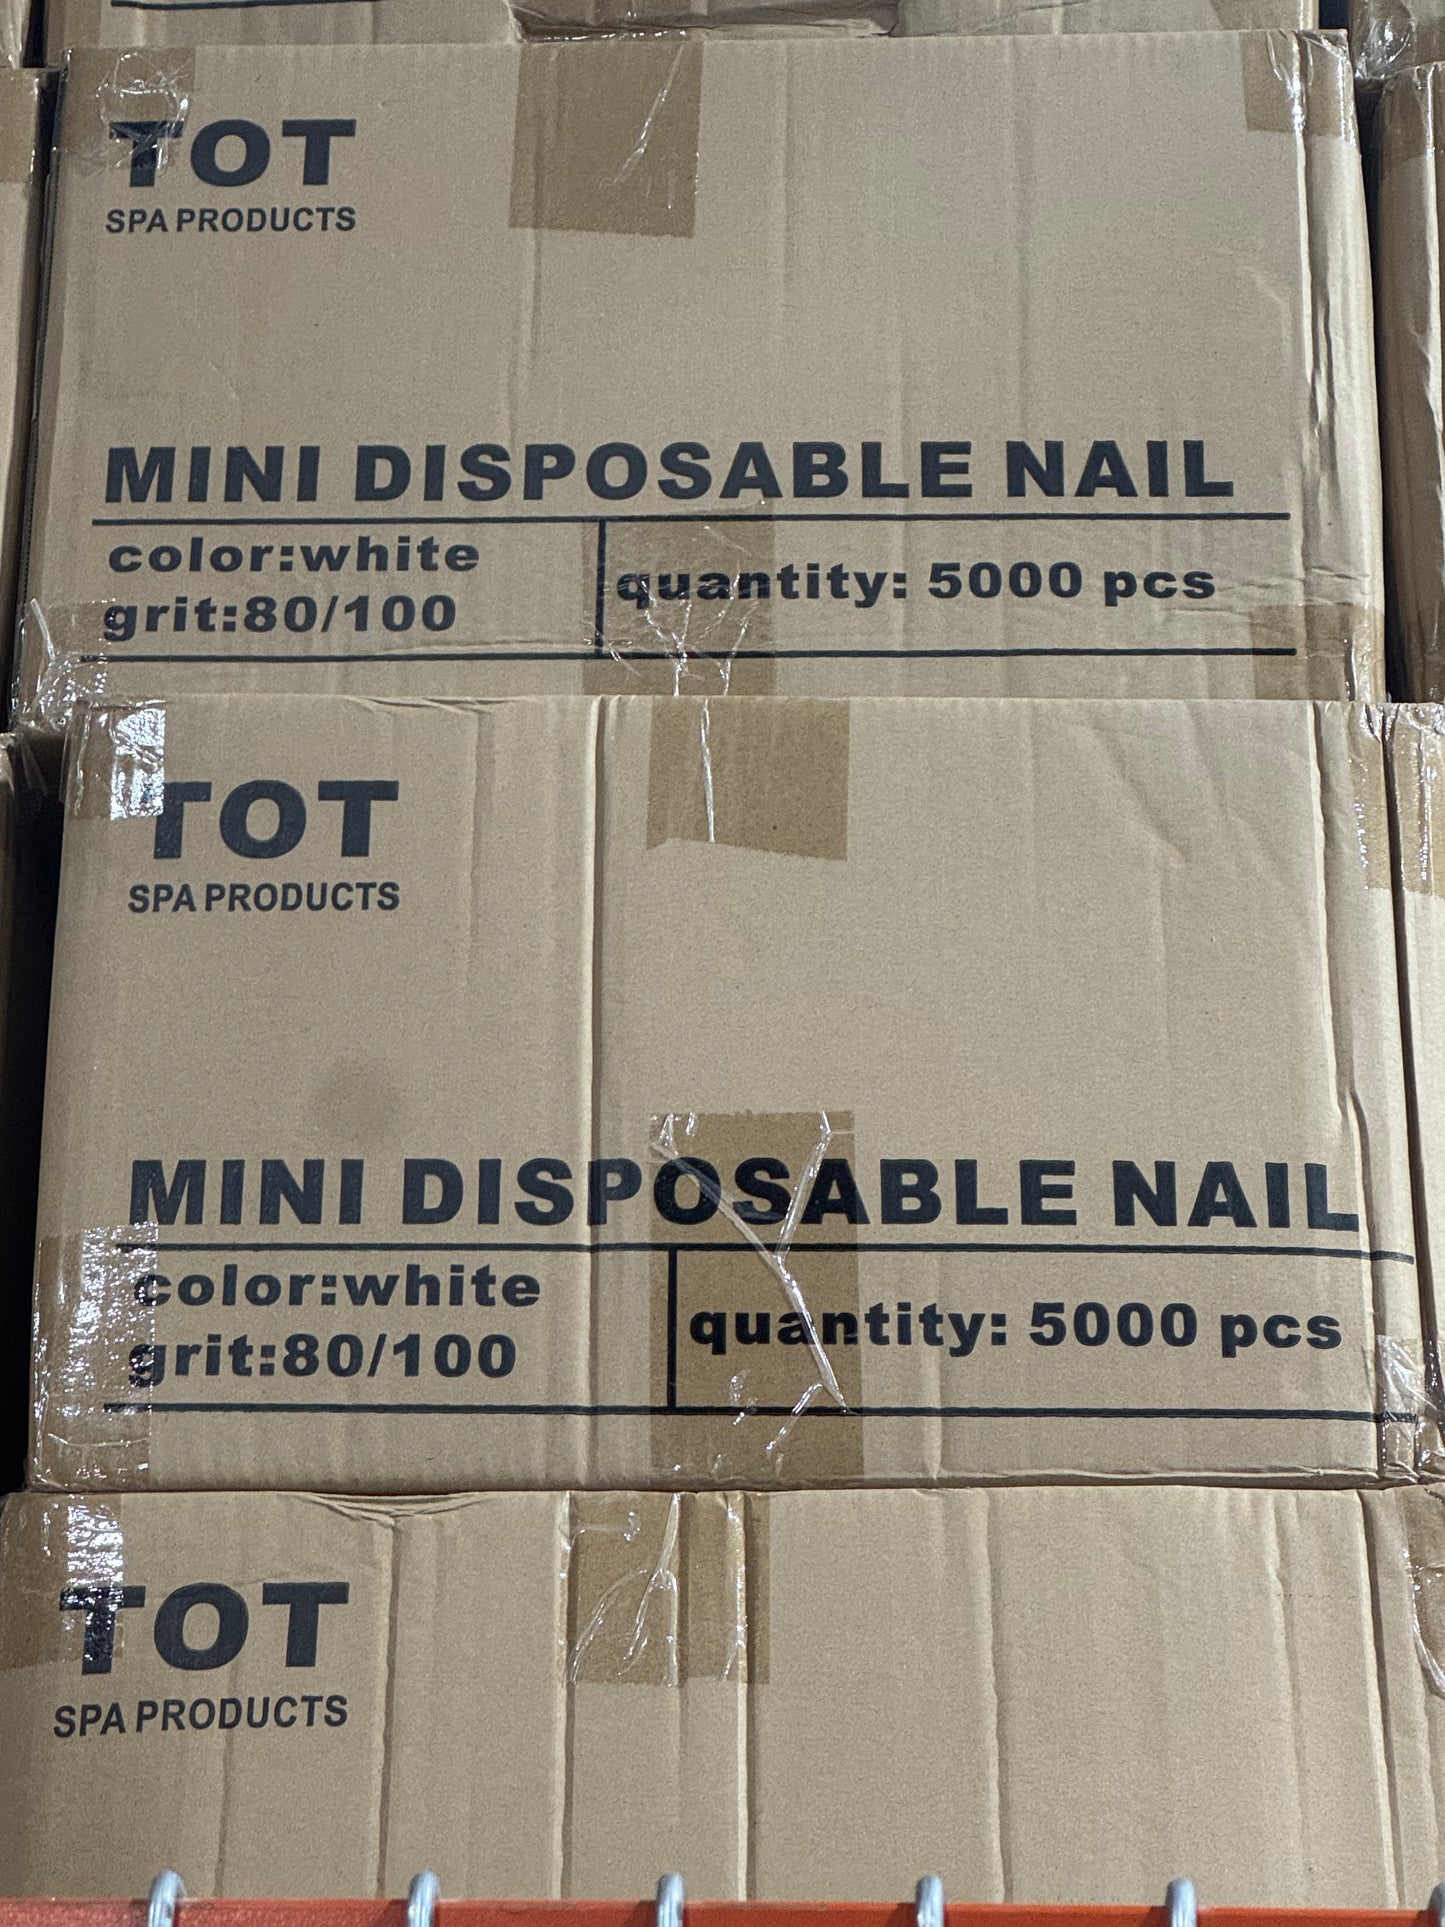 TOT
SPA PRODUCTS
MINI DISPOSABLE NAIL
color:white
grit:80/100
quantity: 5000 pcs
TOT
SPA PRODUCTS
MINI DISPOSABLE NAIL
color:white
grit:80/100
quantity: 5000 pcs
TOT
SPA PRODUCTS